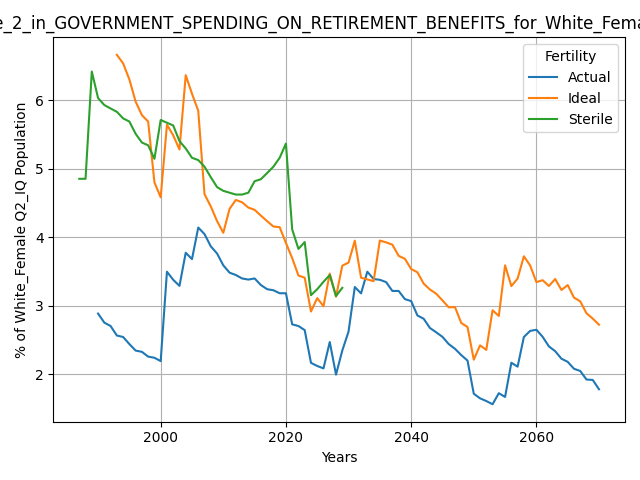 e_2_in_GOVERNMENT_SPENDING_ON_RETIREMENT_BENEFITS_for_White_Fema
Fertility
Actual
Ideal
Sterile
% of White_Female Q2_IQ Population
6
5
4
3
2
2000 2020 2040 2060
Years